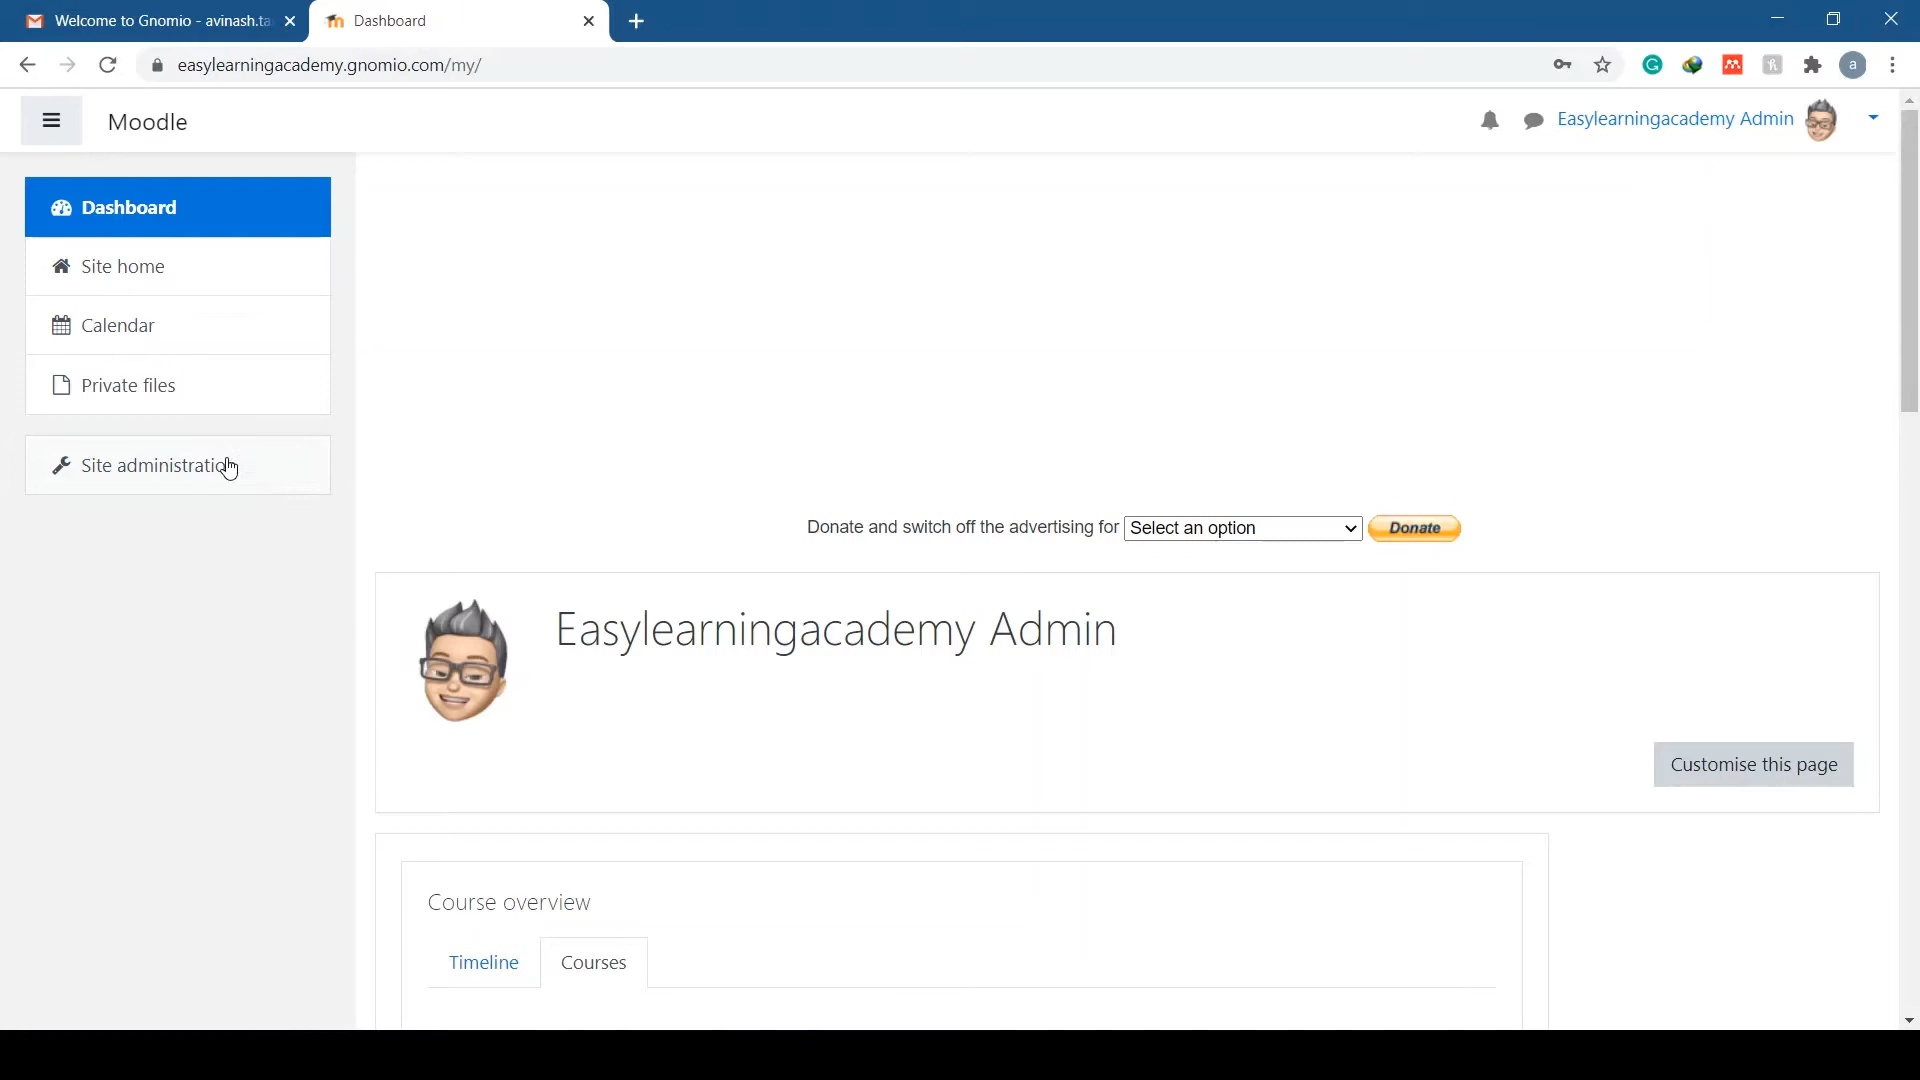 Welcome to Gnomio - avinash.ta
Dashboard
easylearningacademy.gnomio.com/my/
a
Moodle
Easylearningacademy Admin
Dashboard
Site home
Calendar
Private files
Site administration
Donate and switch off the advertising for Select an option Donate
Easylearningacademy Admin
Customise this page
Course overview
Timeline
Courses